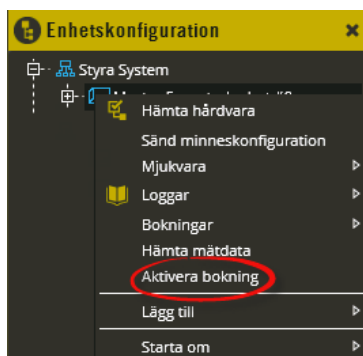 Enhetskonfiguration
Styra System
Hämta hårdvara
Sänd minneskonfiguration
Mjukvara
Loggar
Bokningar
Hämta mätdata
Aktivera bokning
Lägg till
Starta om